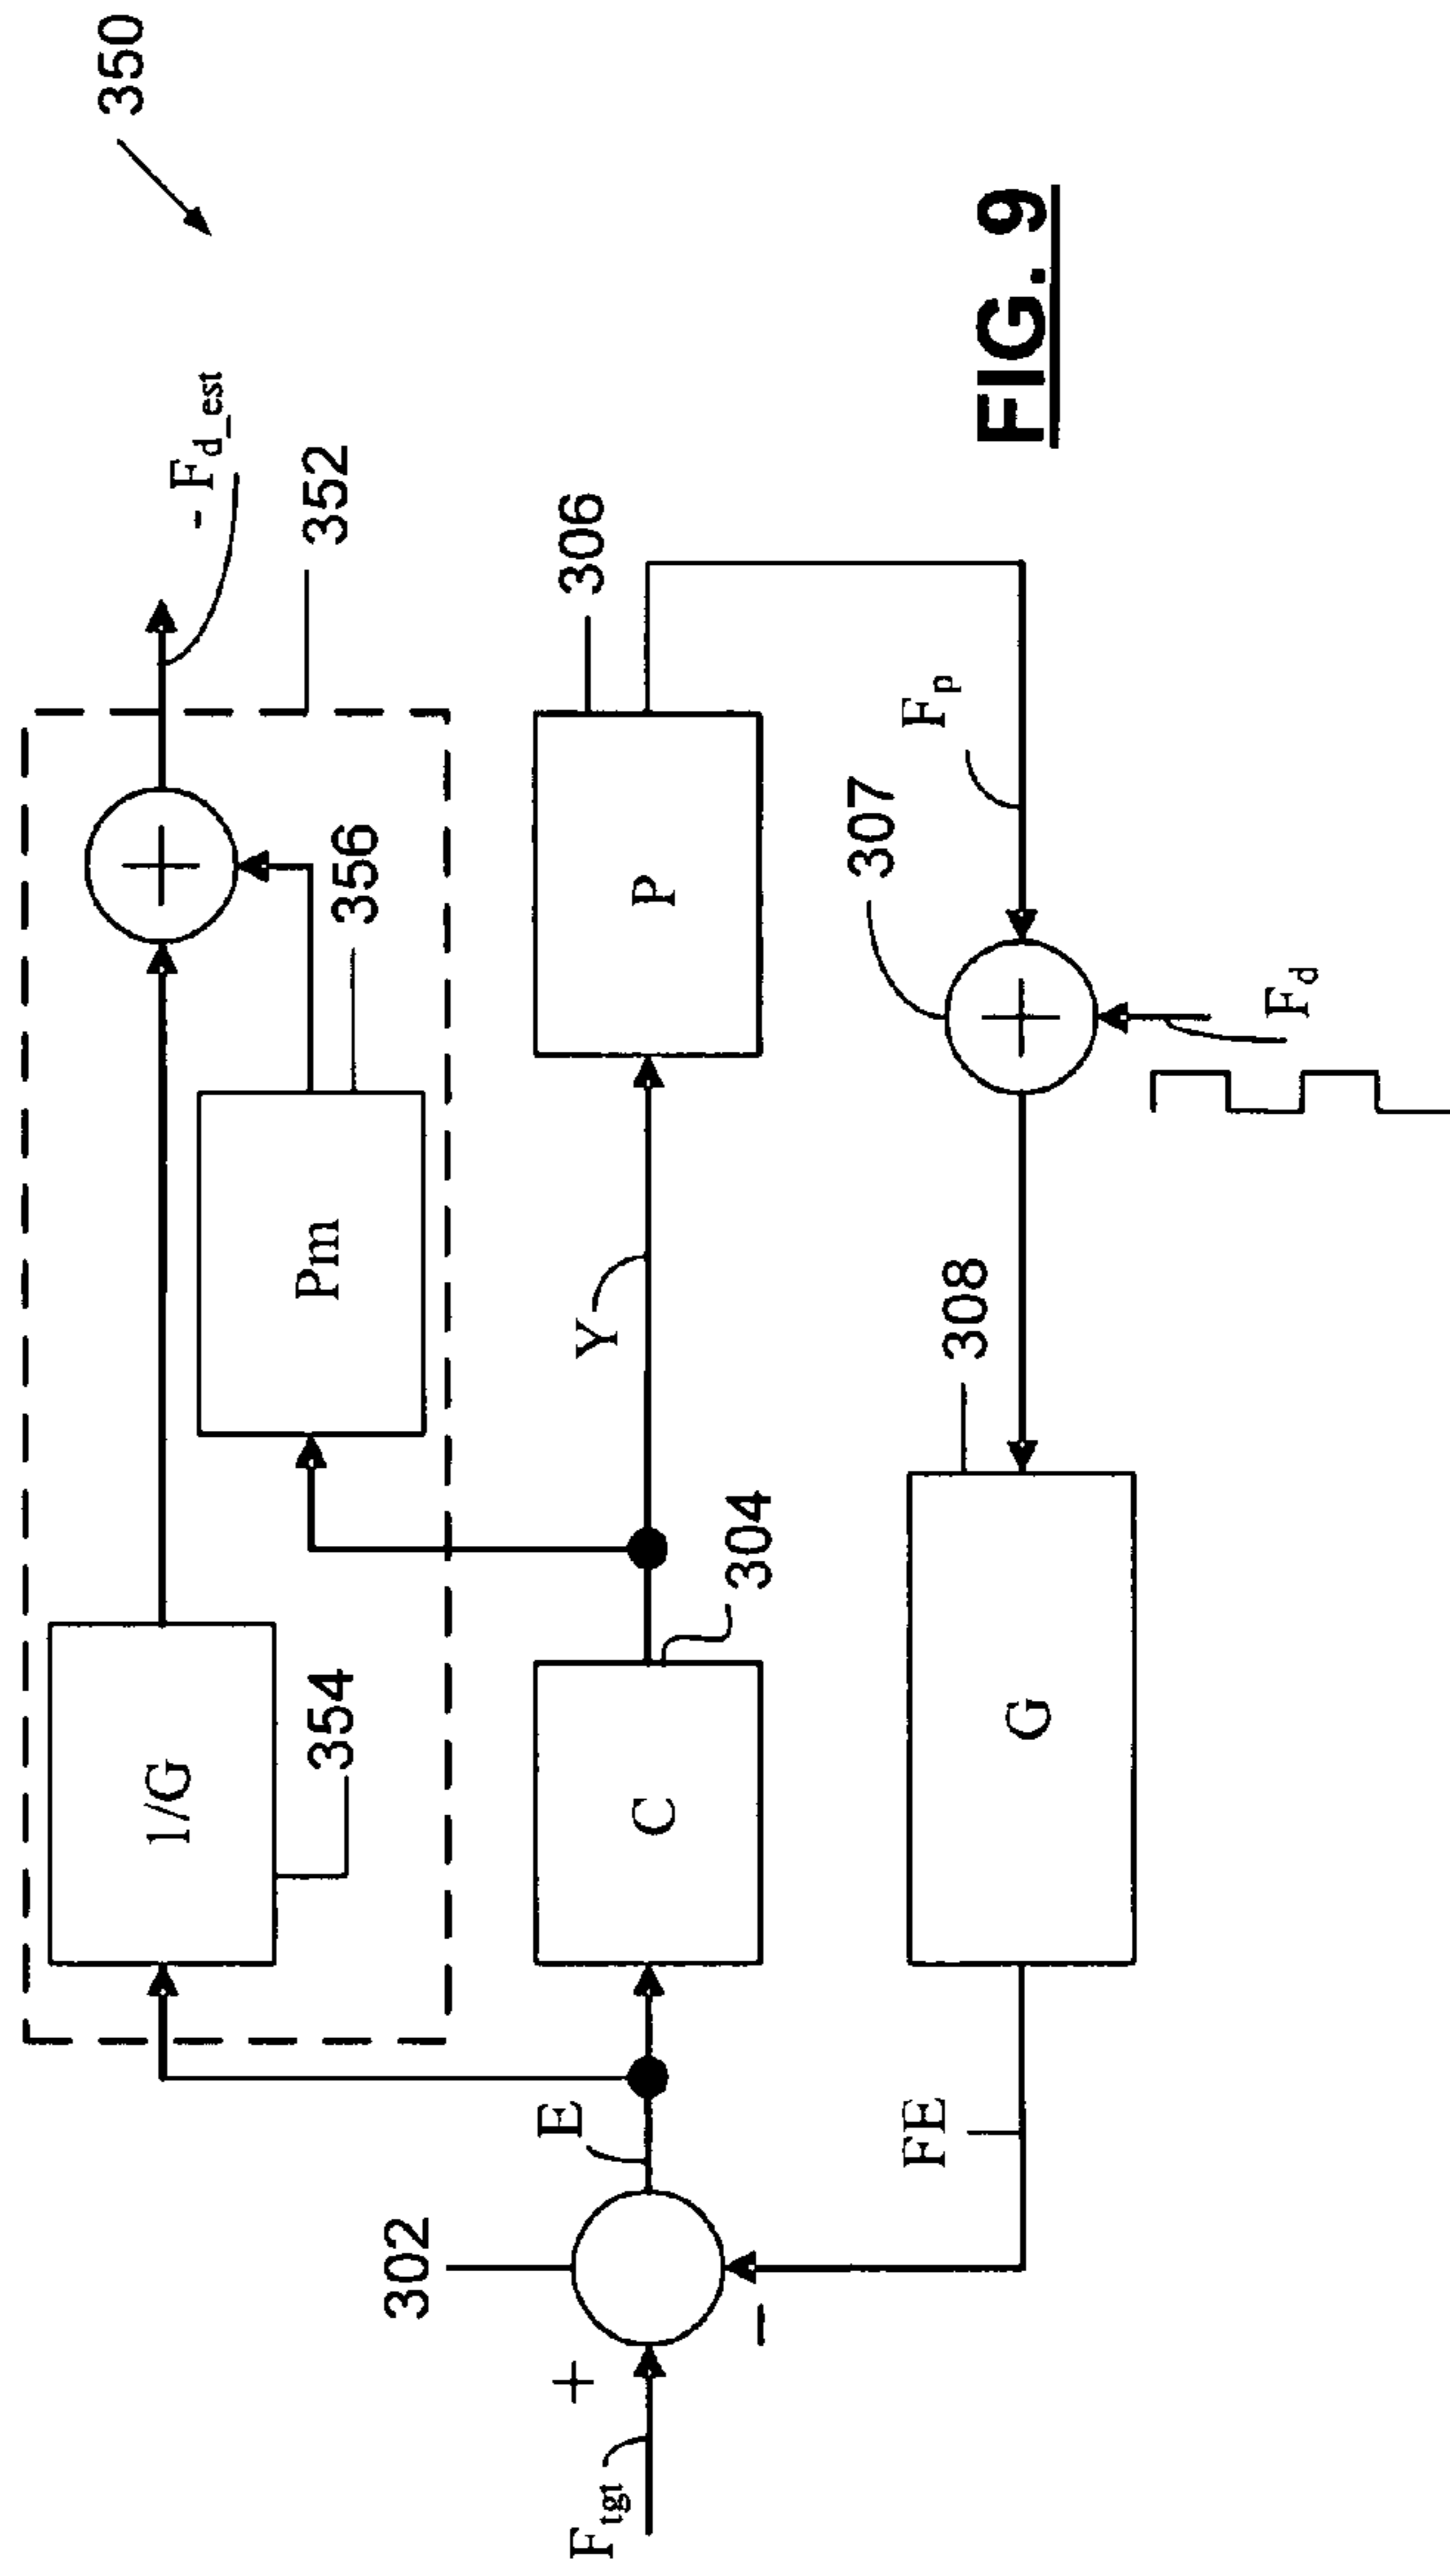 350
- F_d_est
352
1/G
354
Pm
356
302
F_tgt
+
-
E
C
304
Y
P
306
F_p
307
+
+
F_d
308
G
FE
FIG. 9